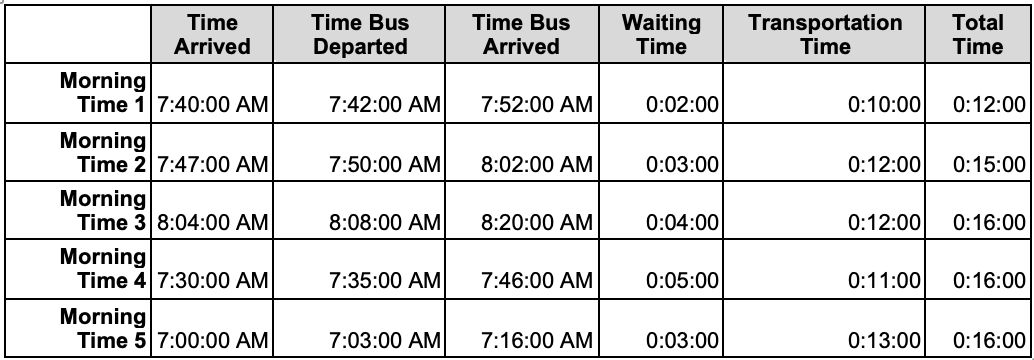 Time Arrived Time Bus Departed Time Bus Arrived Waiting Time Transportation Time Total Time
Morning
Time 1 7:40:00 AM 7:42:00 AM 7:52:00 AM 0:02:00 0:10:00 0:12:00
Morning
Time 2 7:47:00 AM 7:50:00 AM 8:02:00 AM 0:03:00 0:12:00 0:15:00
Morning
Time 3 8:04:00 AM 8:08:00 AM 8:20:00 AM 0:04:00 0:12:00 0:16:00
Morning
Time 4 7:30:00 AM 7:35:00 AM 7:46:00 AM 0:05:00 0:11:00 0:16:00
Morning
Time 5 7:00:00 AM 7:03:00 AM 7:16:00 AM 0:03:00 0:13:00 0:16:00